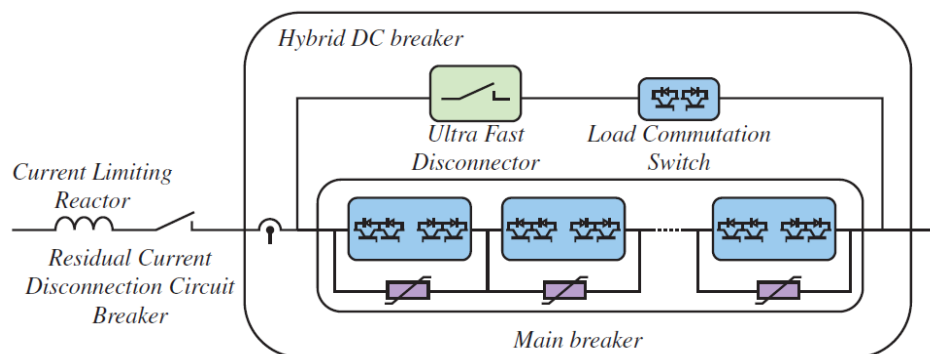 Hybrid DC breaker
Ultra Fast
Disconnector
Load Commutation
Switch
Current Limiting
Reactor
Residual Current
Disconnection Circuit
Breaker
Main breaker